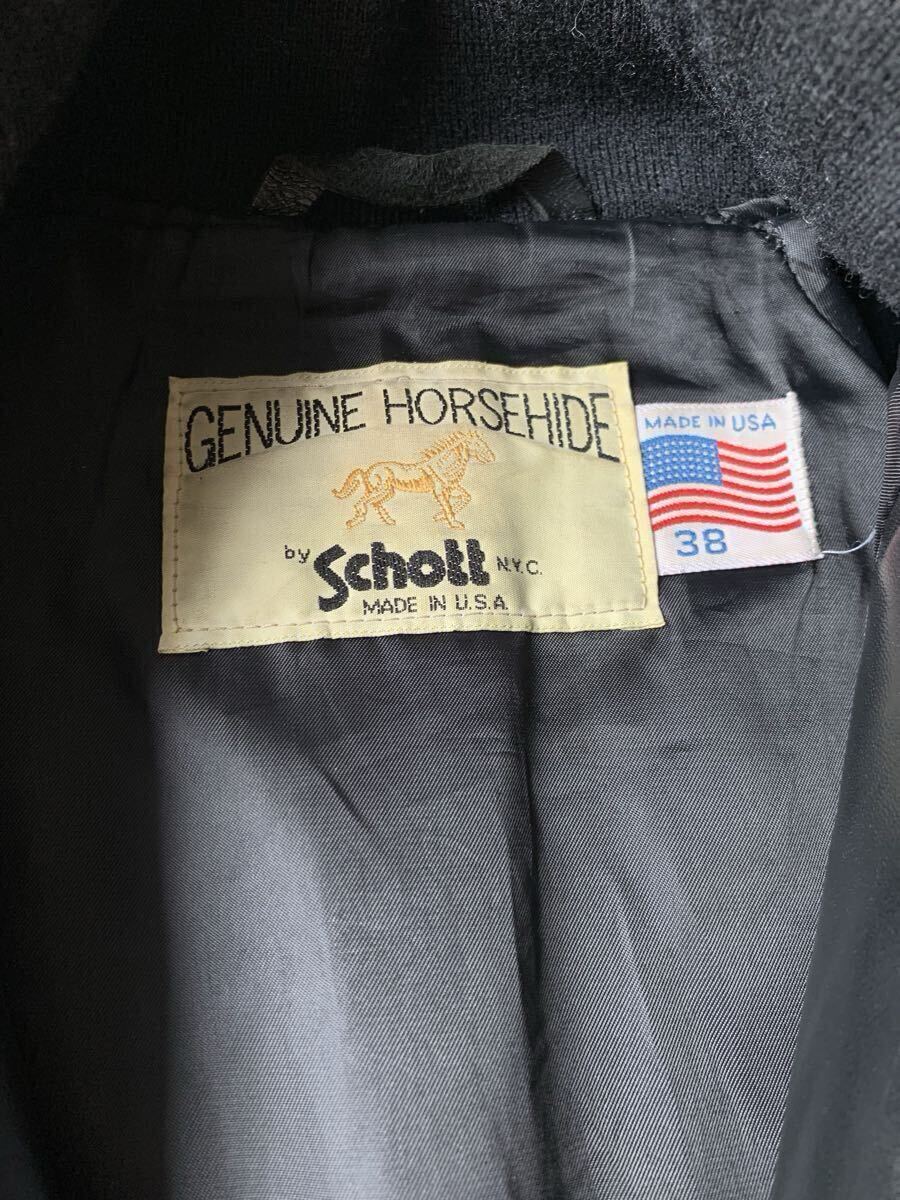 GENUINE HORSEHIDE
by Schott N.Y.C.
MADE IN U.S.A.
MADE IN USA
38